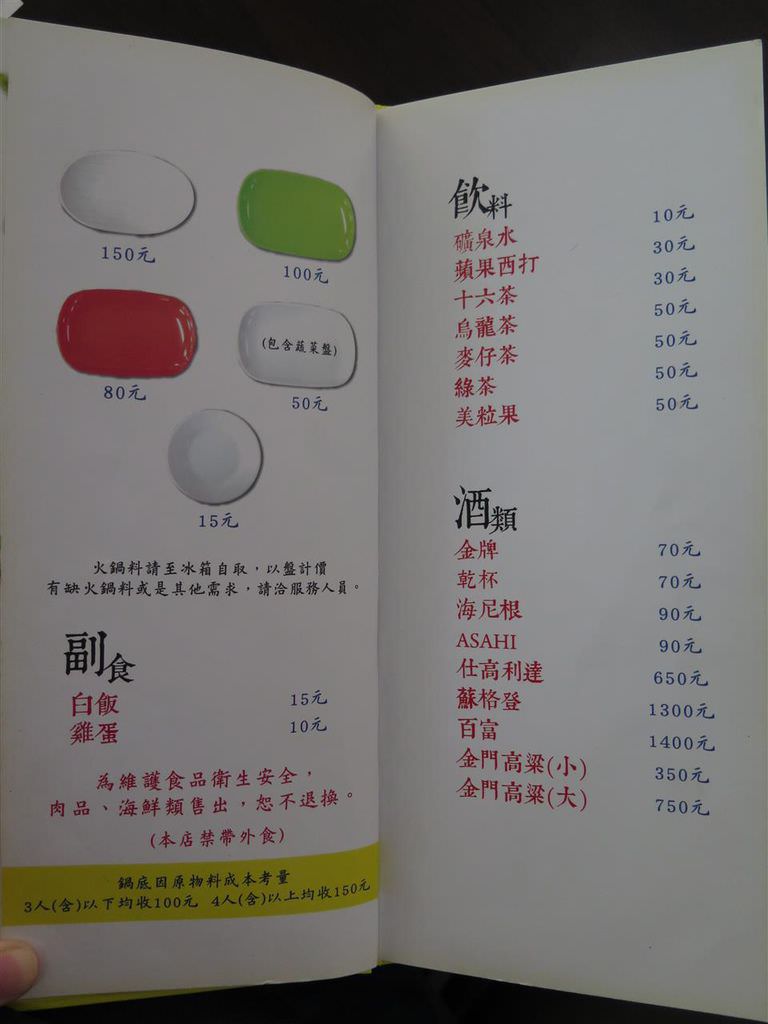 150元
100元
80元
(包含蔬菜盤)
50元
15元
火鍋料請至冰箱自取，以盤計價
有缺火鍋料或是其他需求，請洽服務人員。
副食
白飯 15元
雞蛋 10元
為維護食品衛生安全，
肉品、海鮮類售出，恕不退換。
(本店禁帶外食)
鍋底因原物料成本考量
3人(含)以下均收100元 4人(含)以上均收150元
飲料
礦泉水 10元
蘋果西打 30元
十六茶 30元
烏龍茶 50元
麥仔茶 50元
綠茶 50元
美粒果 50元
酒類
金牌 70元
乾杯 70元
海尼根 90元
ASAHI 90元
仕高利達 650元
蘇格登 1300元
百富 1400元
金門高粱(小) 350元
金門高粱(大) 750元